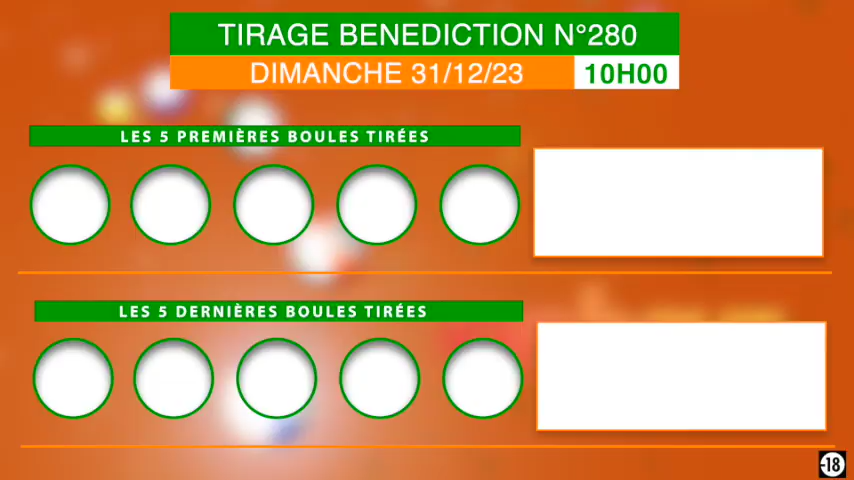 TIRAGE BENEDICTION N°280
DIMANCHE 31/12/23 10H00
LES 5 PREMIÈRES BOULES TIRÉES
LES 5 DERNIÈRES BOULES TIRÉES
-18